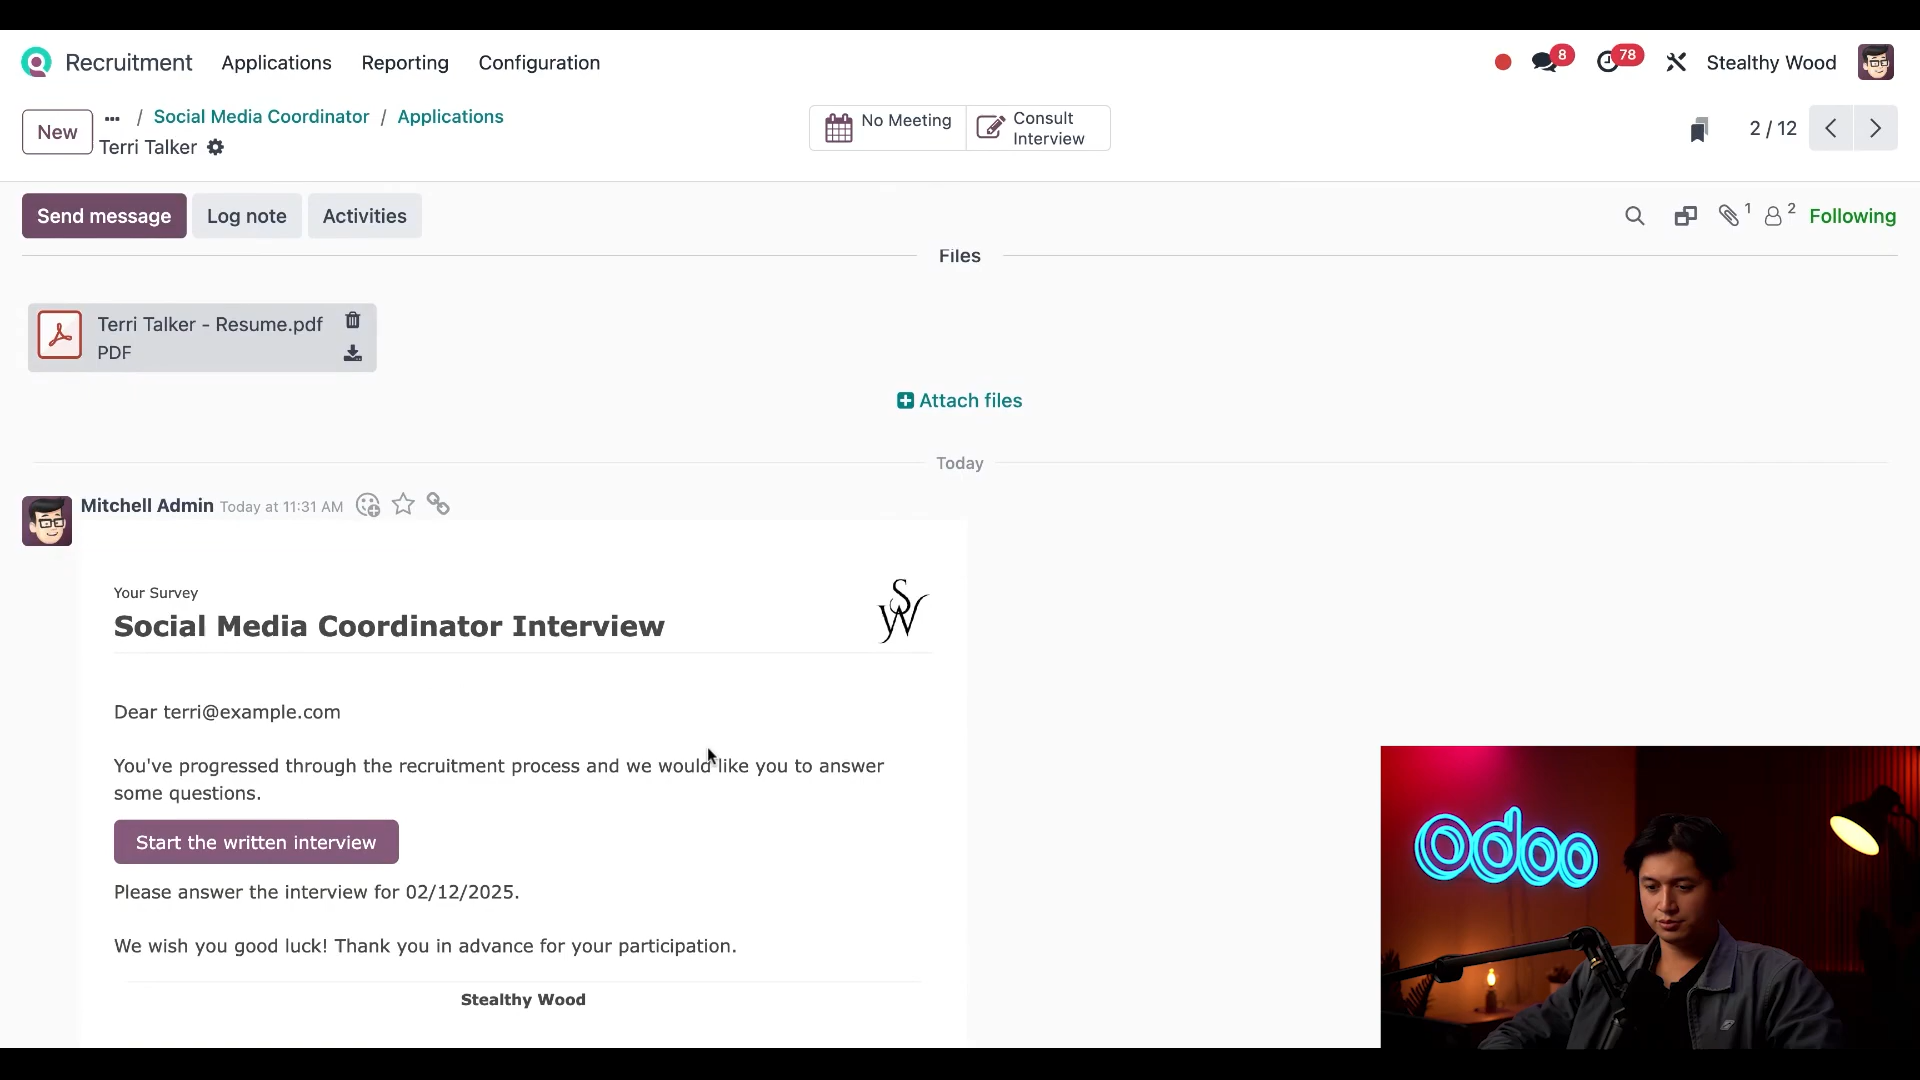 Recruitment Applications Reporting Configuration 8 78 Stealthy Wood
New ... / Social Media Coordinator / Applications
Terri Talker
No Meeting
Consult
Interview
2 / 12
Send message Log note Activities 1 2 Following
Files
Terri Talker - Resume.pdf
PDF
Attach files
Today
Mitchell Admin Today at 11:31 AM
Your Survey
Social Media Coordinator Interview
SW
Dear terri@example.com
You've progressed through the recruitment process and we would like you to answer
some questions.
Start the written interview
Please answer the interview for 02/12/2025.
We wish you good luck! Thank you in advance for your participation.
Stealthy Wood
odoo